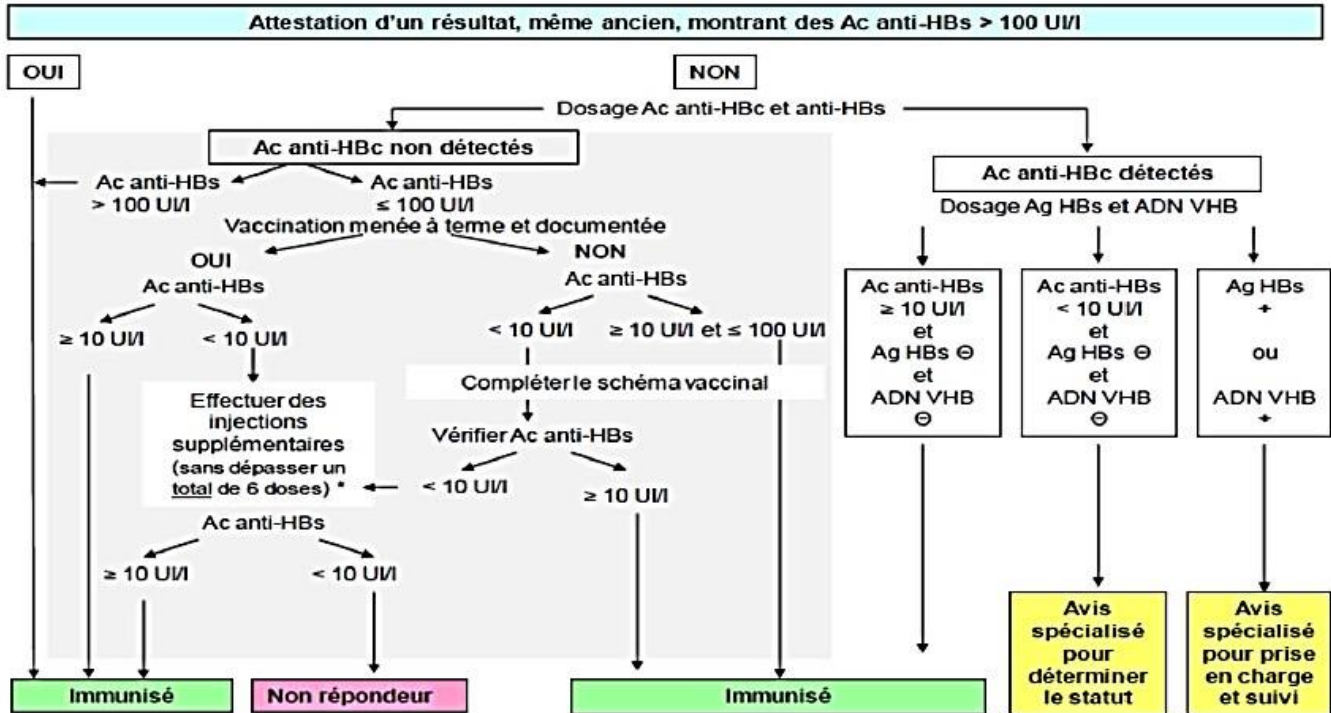 Attestation d'un résultat, même ancien, montrant des Ac anti-HBs > 100 UI/l
OUI
NON
Dosage Ac anti-HBc et anti-HBs
Ac anti-HBc non détectés
Ac anti-HBs
> 100 UI/l
Ac anti-HBs
≤ 100 UI/l
Vaccination menée à terme et documentée
OUI
Ac anti-HBs
≥ 10 UI/l
< 10 UI/l
Effectuer des
injections
supplémentaires
(sans dépasser un
total de 6 doses) *
NON
Ac anti-HBs
< 10 UI/l
≥ 10 UI/l et ≤ 100 UI/l
Compléter le schéma vaccinal
Vérifier Ac anti-HBs
< 10 UI/l
≥ 10 UI/l
Ac anti-HBs
≥ 10 UI/l
< 10 UI/l
Ac anti-HBc détectés
Dosage Ag HBs et ADN VHB
Ac anti-HBs
≥ 10 UI/l
et
Ag HBs ⊖
et
ADN VHB
⊖
Ac anti-HBs
< 10 UI/l
et
Ag HBs ⊖
et
ADN VHB
⊖
Ag HBs
+
ou
ADN VHB
+
Immunisé
Non répondeur
Immunisé
Avis
spécialisé
pour
déterminer
le statut
Avis
spécialisé
pour prise
en charge
et suivi